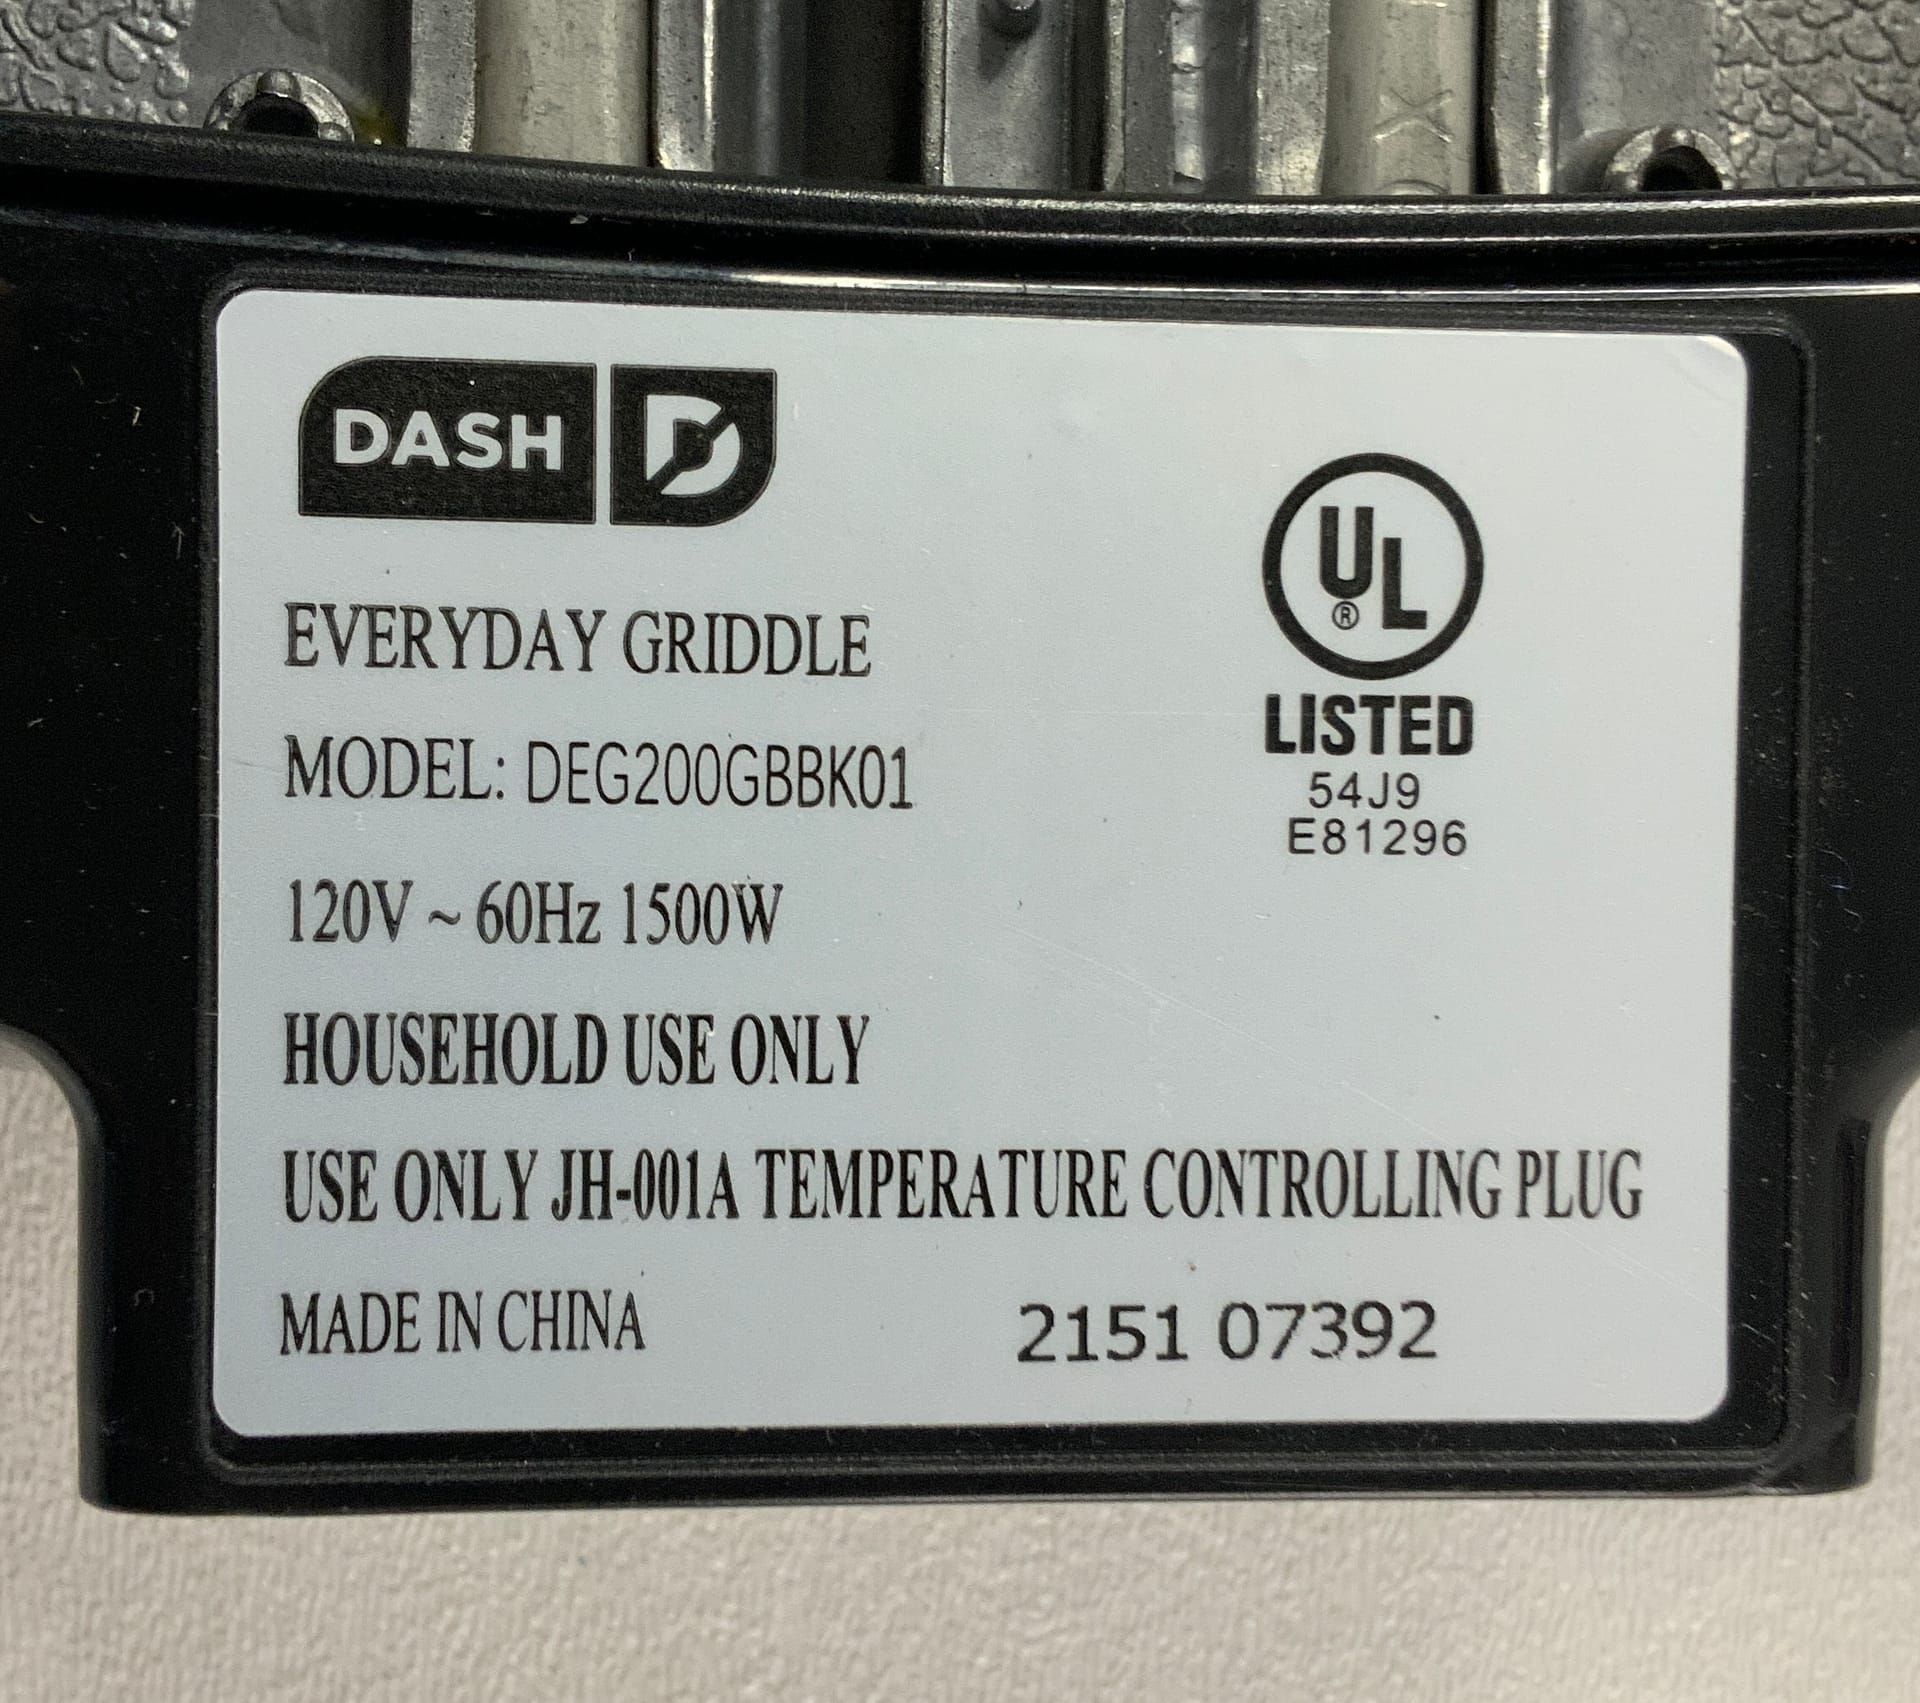 DASH D
EVERYDAY GRIDDLE
MODEL: DEG200GBBK01
120V ~ 60Hz 1500W
HOUSEHOLD USE ONLY
USE ONLY JH-001A TEMPERATURE CONTROLLING PLUG
MADE IN CHINA
2151 07392
UL ®
LISTED
54J9
E81296
X